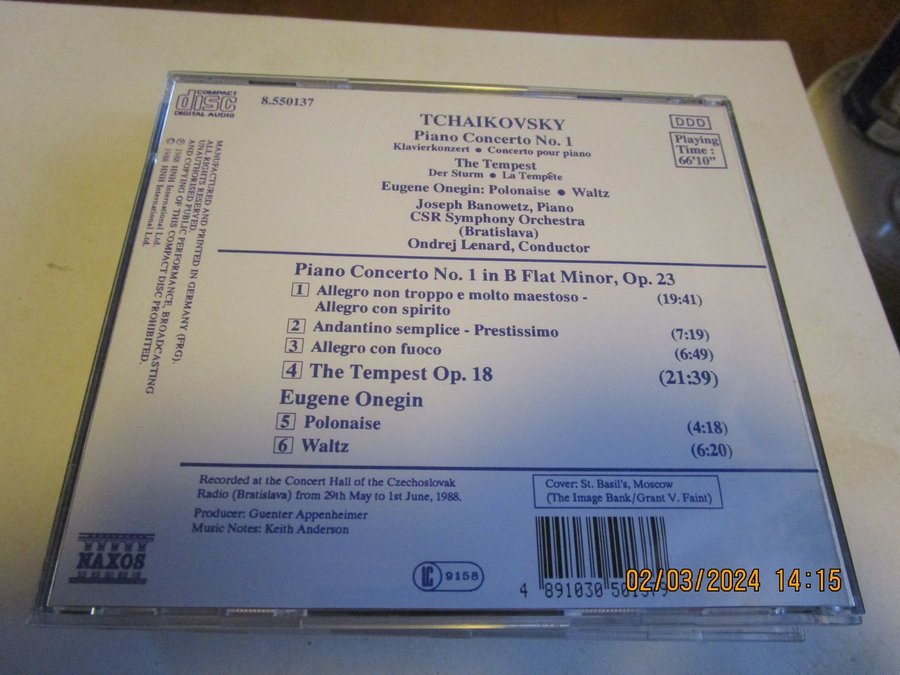 COMPACT
disc
DIGITAL AUDIO
8.550137
TCHAIKOVSKY
Piano Concerto No. 1
Klavierkonzert • Concerto pour piano
The Tempest
Der Sturm • La Tempête
Eugene Onegin: Polonaise • Waltz
Joseph Banowetz, Piano
CSR Symphony Orchestra
(Bratislava)
Ondrej Lenard, Conductor
DDD
Playing
Time :
66'10"
MANUFACTURED AND PRINTED IN GERMANY (FRG).
ALL RIGHTS RESERVED.
UNAUTHORISED PUBLIC PERFORMANCE, BROADCASTING
AND COPYING OF THIS COMPACT DISC PROHIBITED.
℗ 1988 HNH International Ltd.
© 1988 HNH International Ltd.
Piano Concerto No. 1 in B Flat Minor, Op. 23
1 Allegro non troppo e molto maestoso - (19:41)
Allegro con spirito
2 Andantino semplice - Prestissimo (7:19)
3 Allegro con fuoco (6:49)
4 The Tempest Op. 18 (21:39)
Eugene Onegin
5 Polonaise (4:18)
6 Waltz (6:20)
Recorded at the Concert Hall of the Czechoslovak
Radio (Bratislava) from 29th May to 1st June, 1988.
Producer: Guenter Appenheimer
Music Notes: Keith Anderson
Cover: St. Basil's, Moscow
(The Image Bank/Grant V. Faint)
NAXOS
LC 9158
4 891030
02/03/2024 14:15